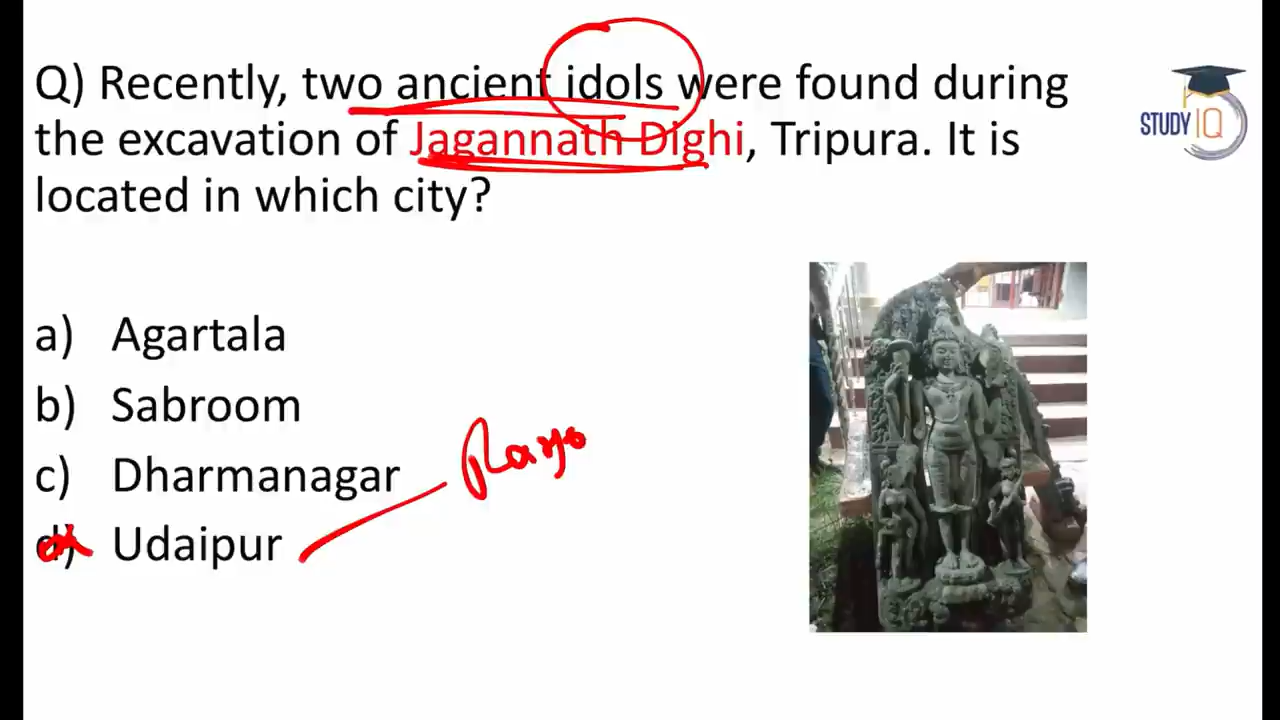 Q) Recently, two ancient idols were found during
the excavation of Jagannath Dighi, Tripura. It is
located in which city?
STUDY IQ
a) Agartala
b) Sabroom
c) Dharmanagar
d) Udaipur